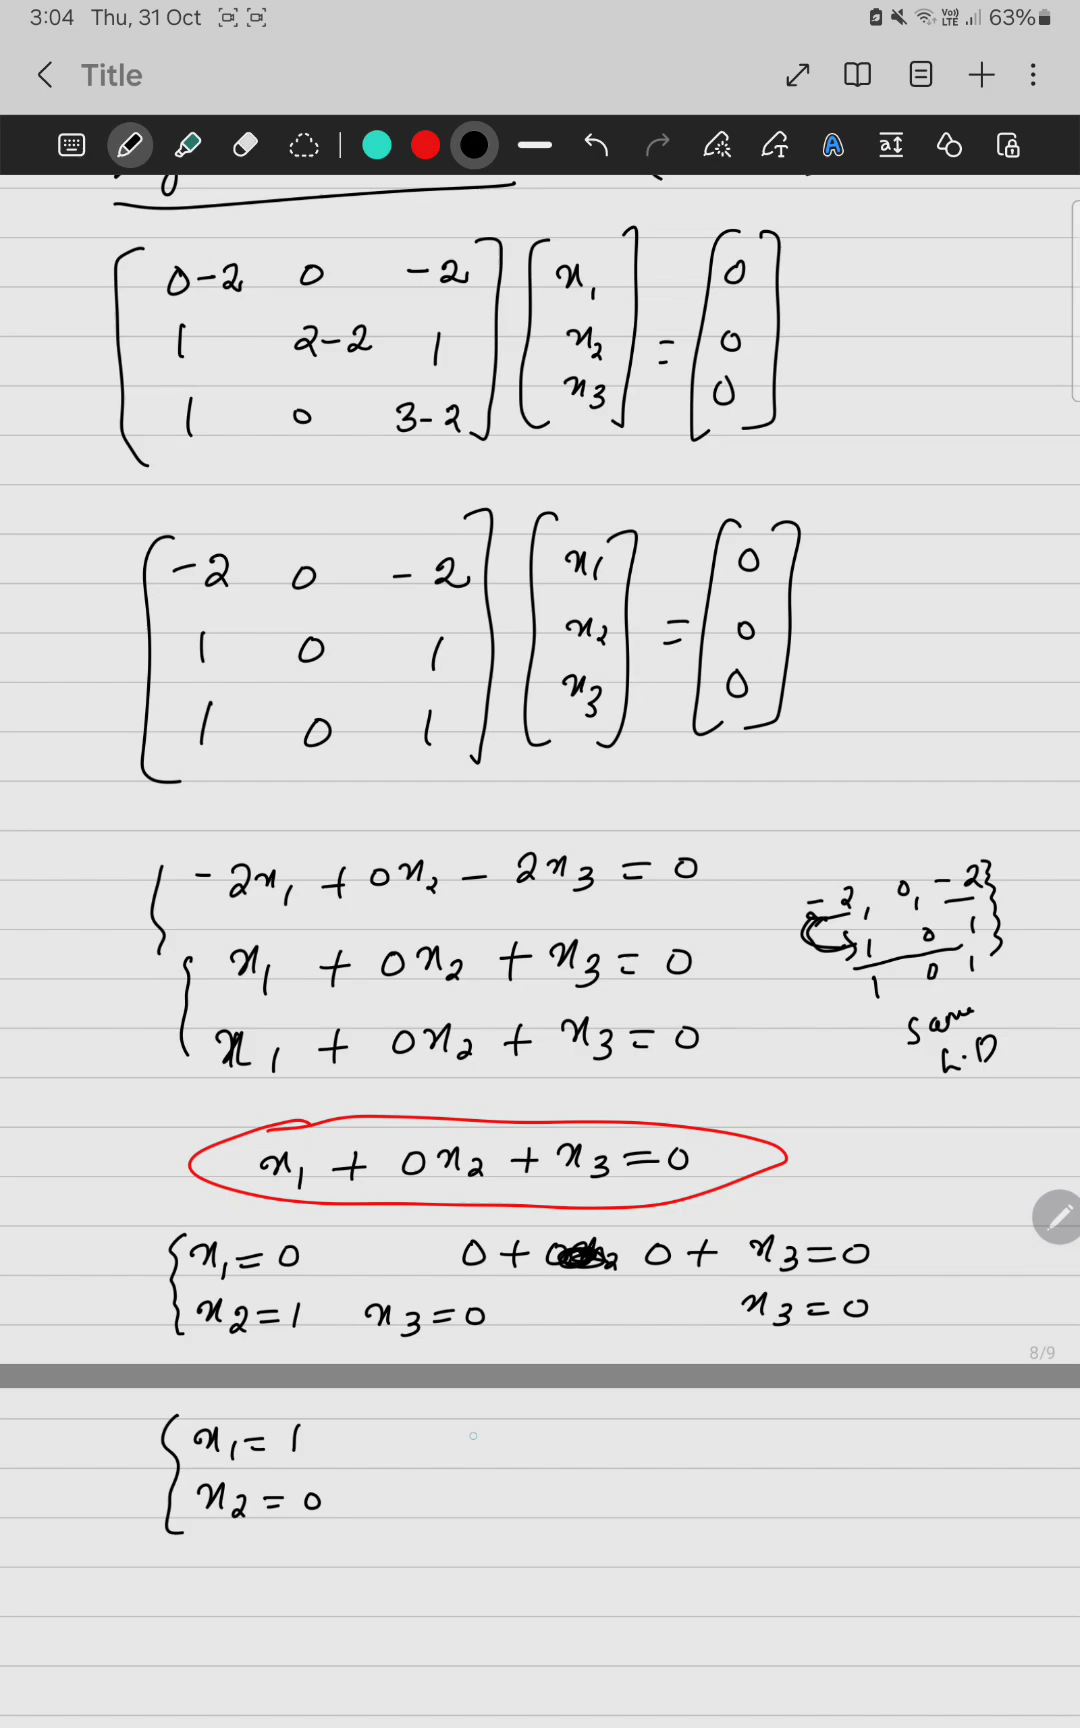 3:04 Thu, 31 Oct 63%
Title
0-2 0 -2 x1 0
1 2-2 1 x2 = 0
1 0 3-2 x3 0
-2 0 -2 x1 0
1 0 1 x2 = 0
1 0 1 x3 0
-2x1 + 0x2 - 2x3 = 0
x1 + 0x2 + x3 = 0
x1 + 0x2 + x3 = 0
-2, 0, -2
1 0 1
1 0 1
Same
L.D
x1 + 0x2 + x3 = 0
x1 = 0 0 + 0 + x3 = 0
x2 = 1 x3 = 0 x3 = 0
8/9
x1 = 1
x2 = 0